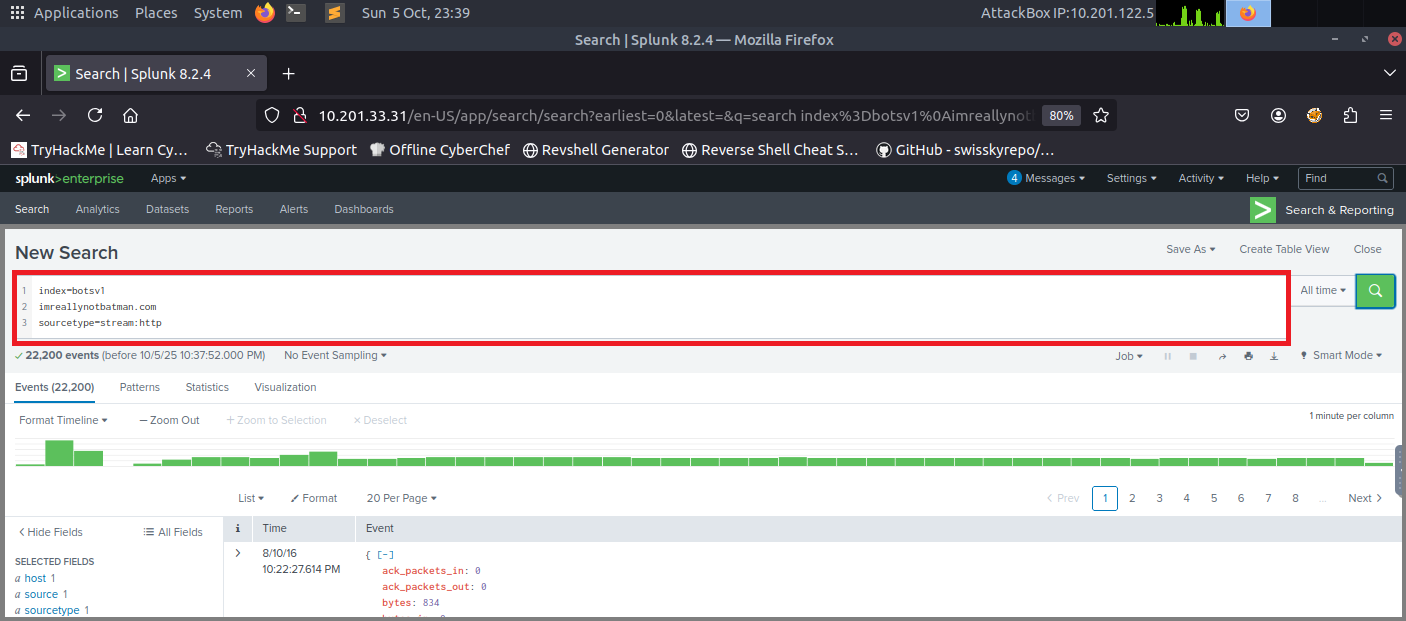 Applications Places System Sun 5 Oct, 23:39 AttackBox IP:10.201.122.5
Search | Splunk 8.2.4 — Mozilla Firefox
Search | Splunk 8.2.4
10.201.33.31/en-US/app/search/search?earliest=0&latest=&q=search index%3Dbotsv1%0Aimreallynotl 80%
TryHackMe | Learn Cy... TryHackMe Support Offline CyberChef Revshell Generator Reverse Shell Cheat S... GitHub - swisskyrepo/...
splunk>enterprise Apps 4 Messages Settings Activity Help Find
Search Analytics Datasets Reports Alerts Dashboards Search & Reporting
New Search Save As Create Table View Close
1 index=botsv1
2 imreallynotbatman.com
3 sourcetype=stream:http
All time
22,200 events (before 10/5/25 10:37:52.000 PM) No Event Sampling Job Smart Mode
Events (22,200) Patterns Statistics Visualization
Format Timeline — Zoom Out + Zoom to Selection × Deselect 1 minute per column
List Format 20 Per Page < Prev 1 2 3 4 5 6 7 8 ... Next >
< Hide Fields All Fields i Time Event
SELECTED FIELDS
a host 1
a source 1
a sourcetype 1
> 8/10/16
10:22:27.614 PM
{ [-]
ack_packets_in: 0
ack_packets_out: 0
bytes: 834